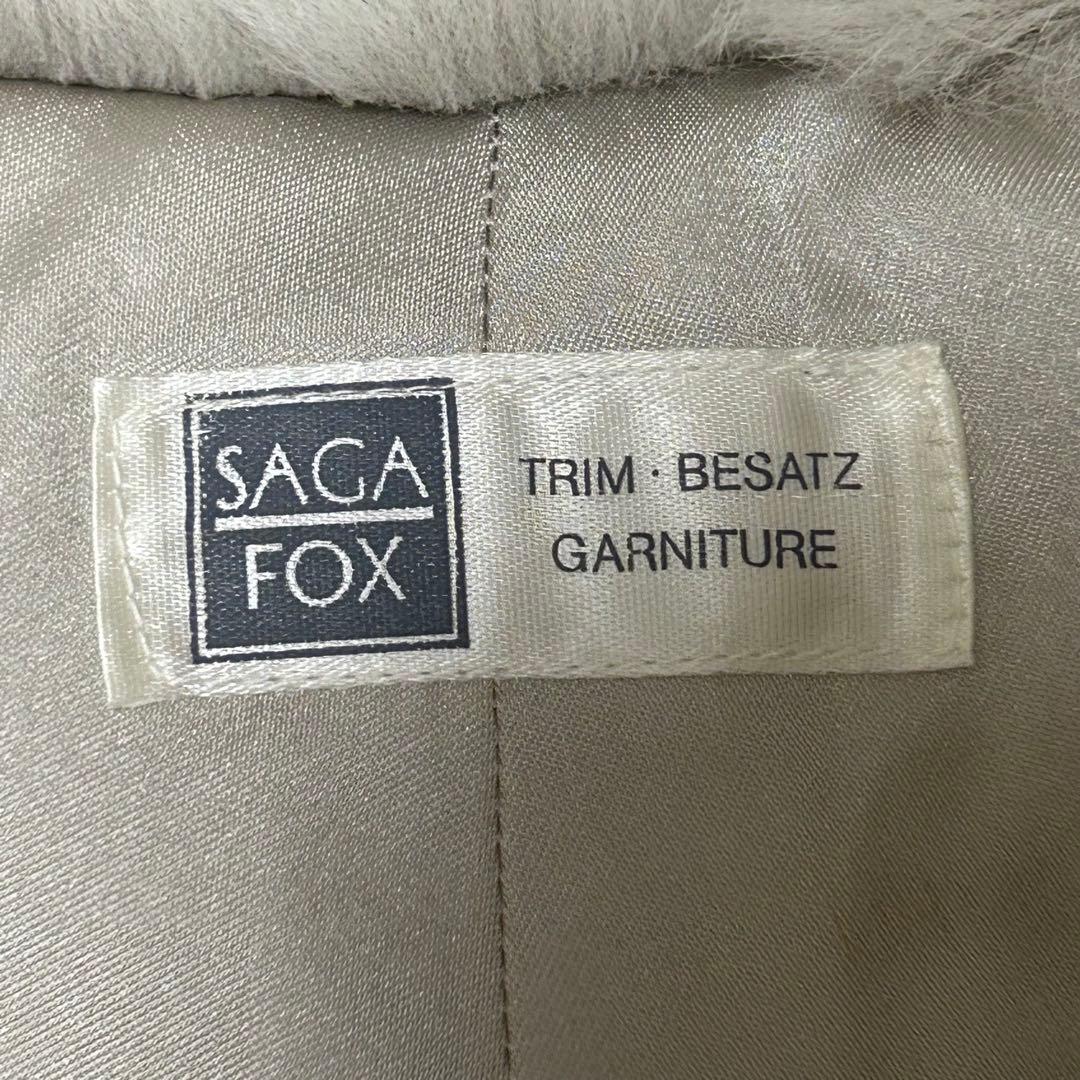 SAGA
FOX
TRIM · BESATZ
GARNITURE